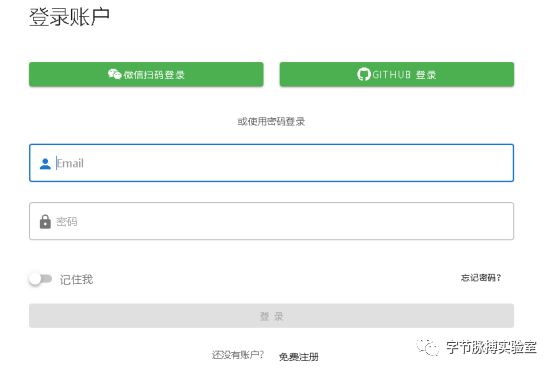 登录账户
微信扫码登录 GITHUB 登录
或使用密码登录
Email
密码
记住我 忘记密码?
登 录
还没有账户? 免费注册
字节脉搏实验室